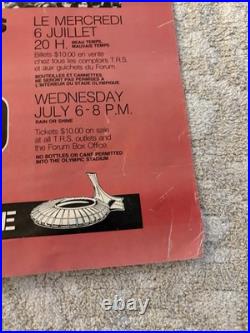 S
LE MERCREDI
6 JUILLET
20 H. BEAU TEMPS, MAUVAIS TEMPS
Billets $10.00 en vente
chez tous les comptoirs T.R.S.
et aux guichets du Forum.
BOUTEILLES ET CANNETTES
NE SERONT PAS PERMISES À
L'INTERIEUR DU STADE OLYMPIQUE
WEDNESDAY
JULY 6-8 P.M.
RAIN OR SHINE
Tickets $10.00 on sale
at all T.R.S. outlets and
the Forum Box Office
NO BOTTLES OR CANS PERMITTED
INTO THE OLYMPIC STADIUM
E